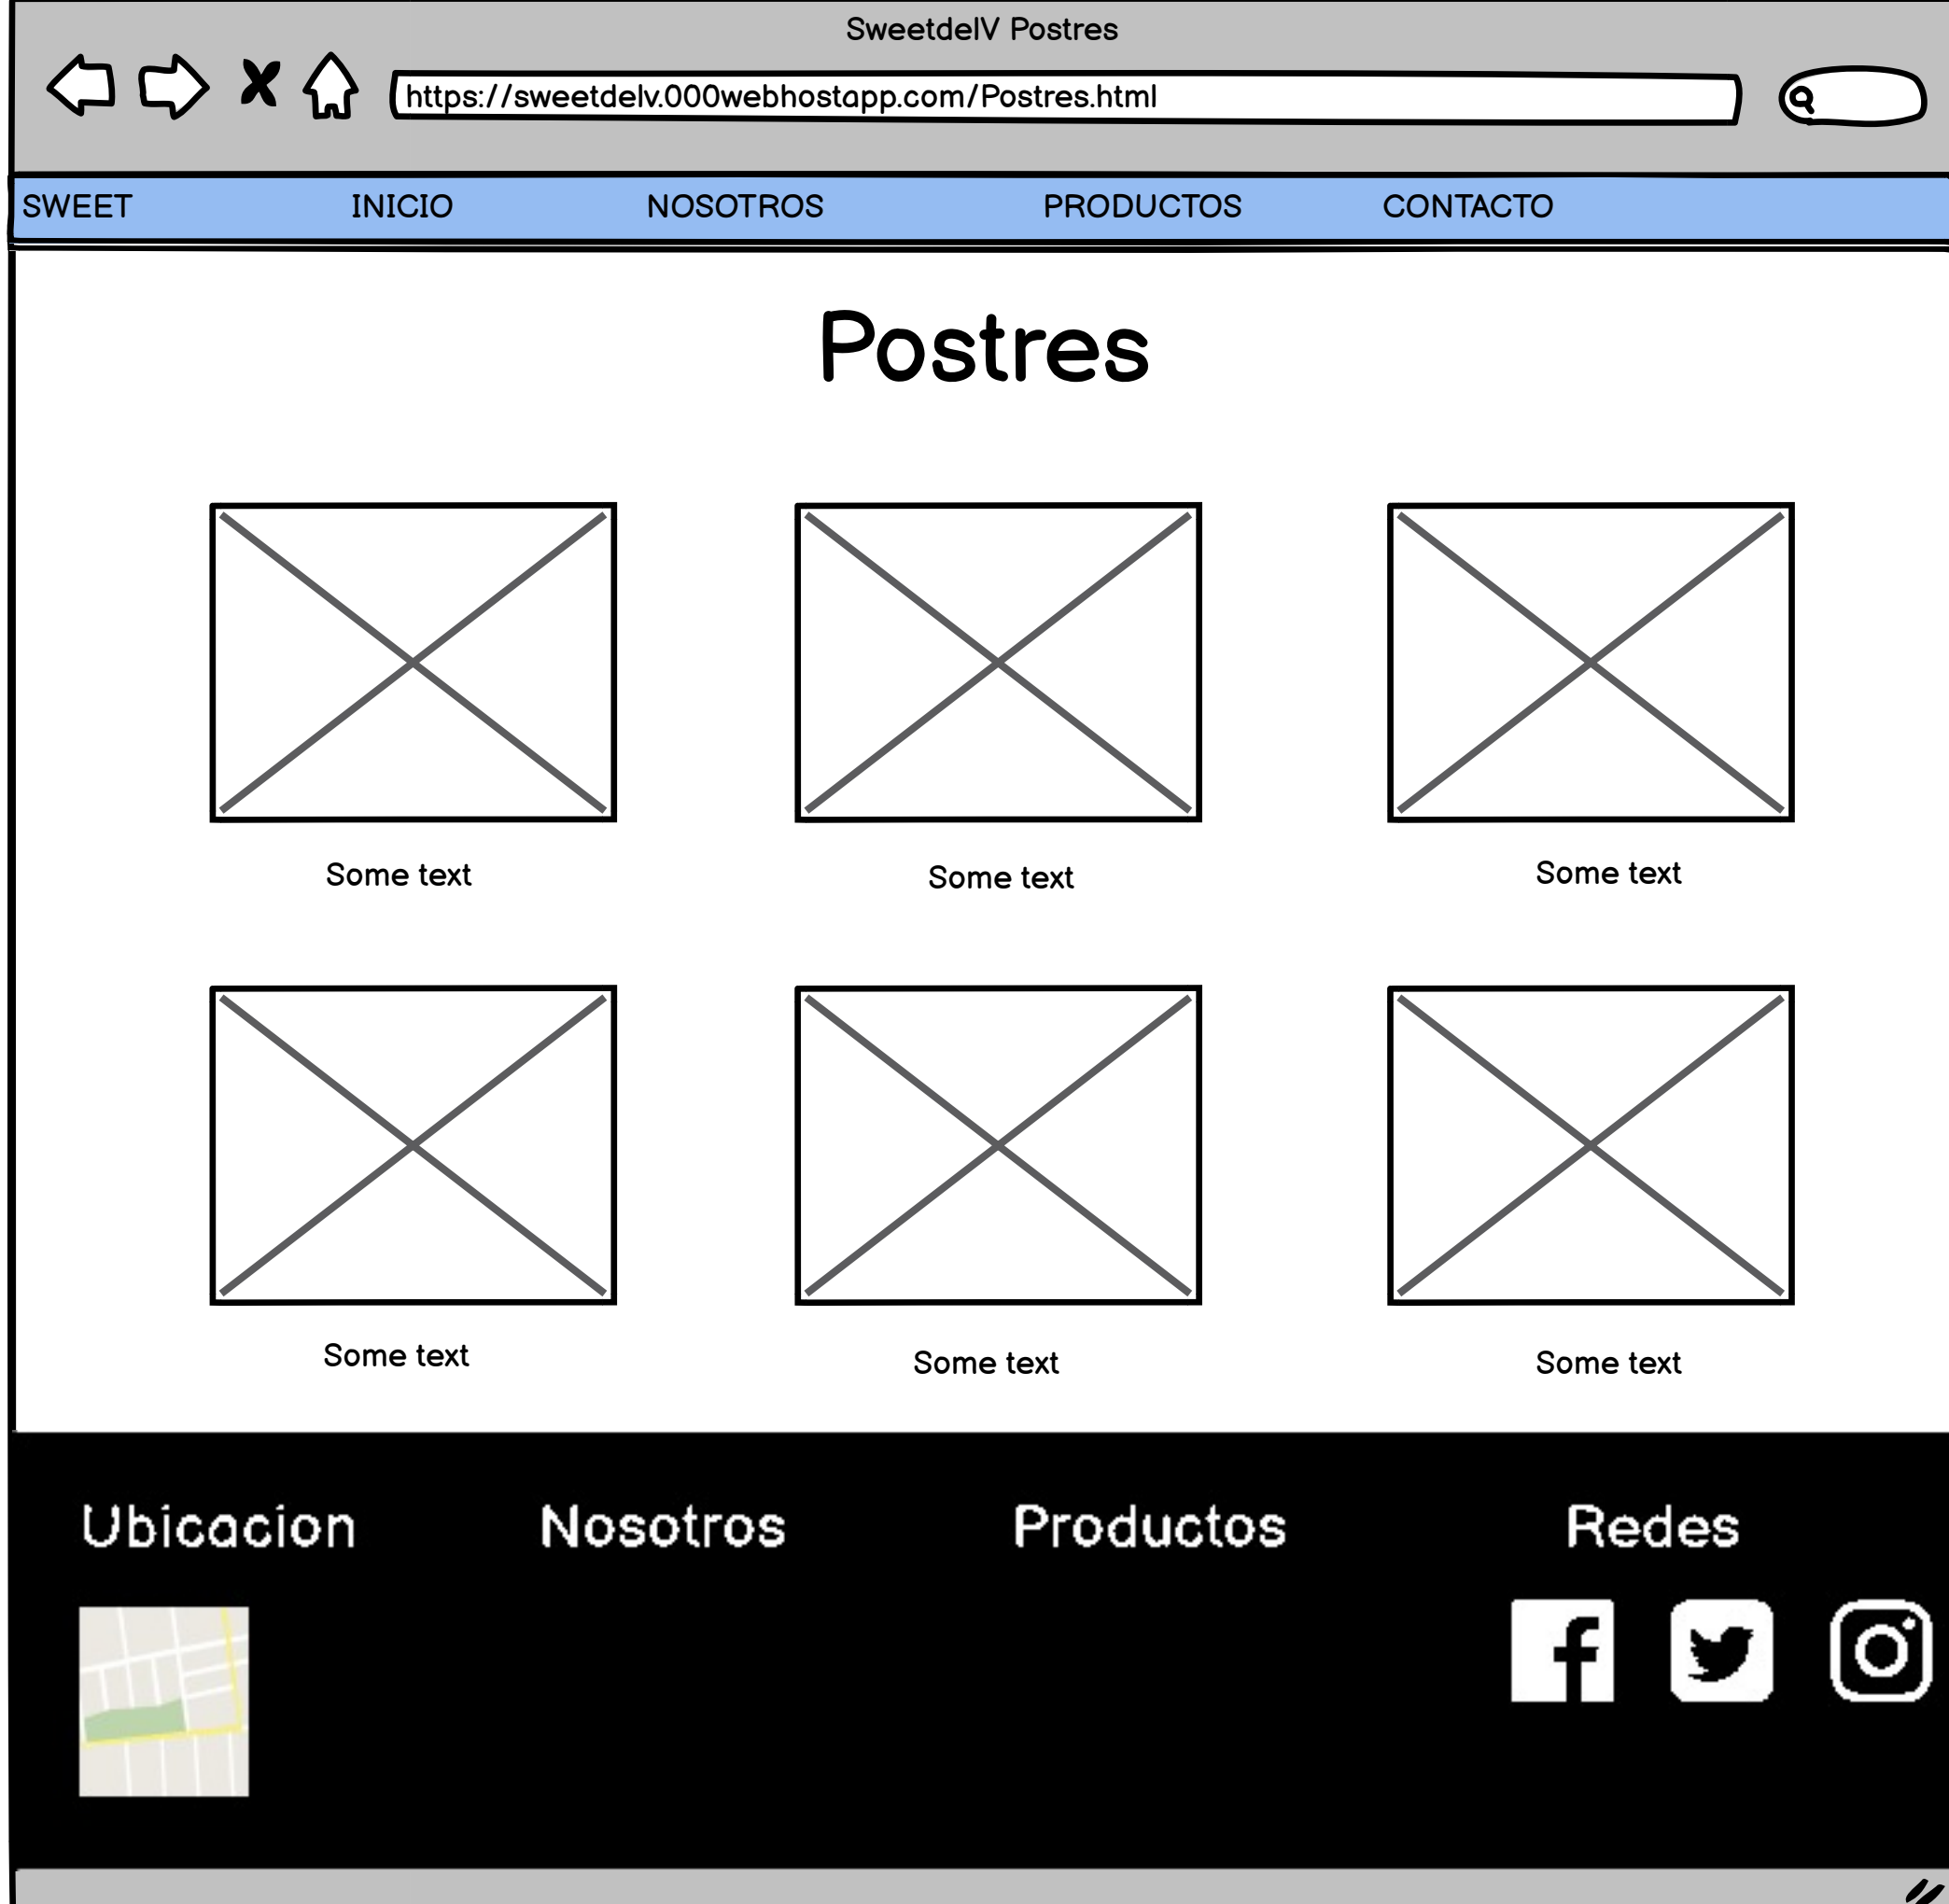 SweetdelV Postres
https://sweetdelv.000webhostapp.com/Postres.html
SWEET INICIO NOSOTROS PRODUCTOS CONTACTO
Postres
Some text Some text Some text
Some text Some text Some text
Ubicacion Nosotros Productos Redes